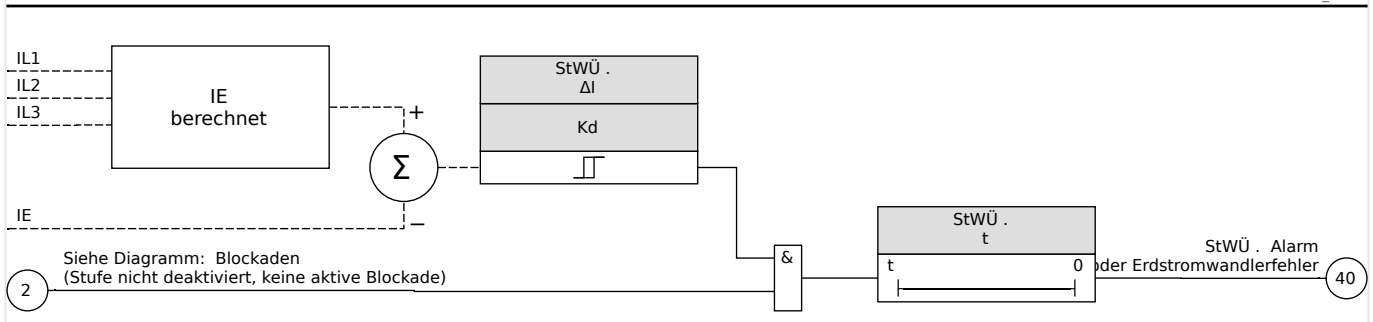 IL1
IL2
IL3
IE
berechnet
+
Σ
−
IE
StWÜ .
ΔI
Kd
Siehe Diagramm: Blockaden
(Stufe nicht deaktiviert, keine aktive Blockade)
2
&
StWÜ .
t
t 0
StWÜ . Alarm
oder Erdstromwandlerfehler
40